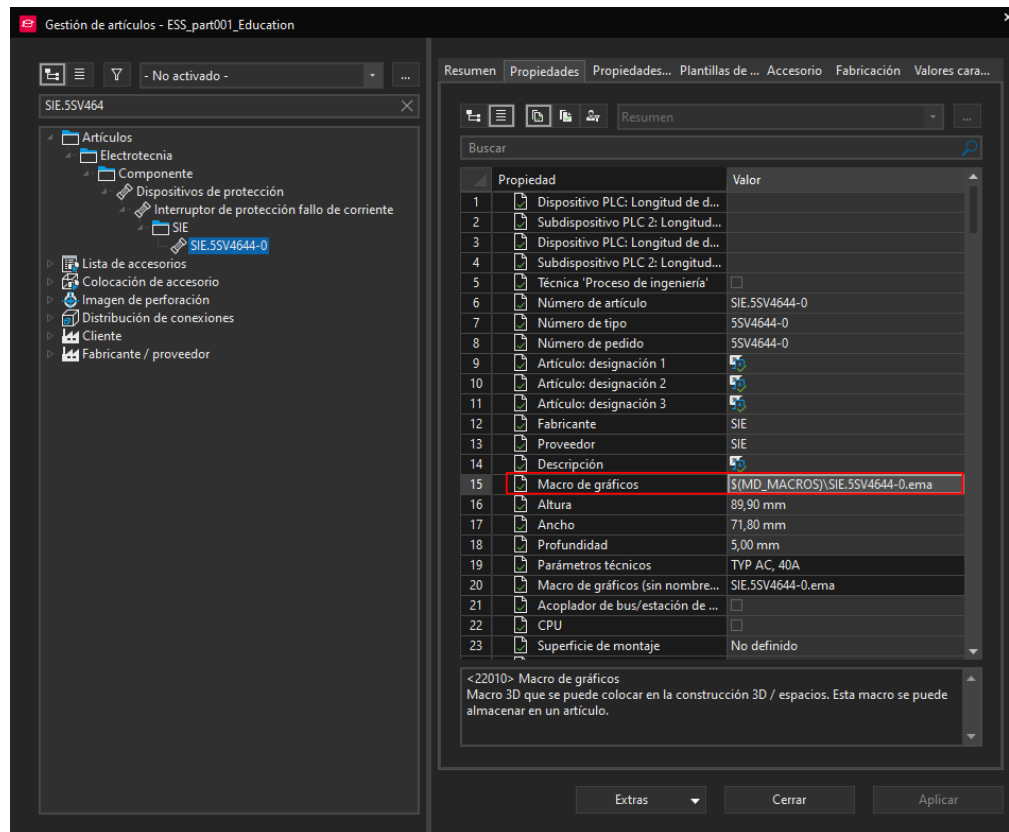 Gestión de artículos - ESS_part001_Education
- No activado -
...
SIE.5SV464
Artículos
Electrotecnia
Componente
Dispositivos de protección
Interruptor de protección fallo de corriente
SIE
SIE.5SV4644-0
Lista de accesorios
Colocación de accesorio
Imagen de perforación
Distribución de conexiones
Cliente
Fabricante / proveedor
Resumen Propiedades Propiedades... Plantillas de ... Accesorio Fabricación Valores cara...
Resumen
...
Buscar
Propiedad Valor
1 Dispositivo PLC: Longitud de d...
2 Subdispositivo PLC 2: Longitud...
3 Dispositivo PLC: Longitud de d...
4 Subdispositivo PLC 2: Longitud...
5 Técnica 'Proceso de ingeniería'
6 Número de artículo SIE.5SV4644-0
7 Número de tipo 5SV4644-0
8 Número de pedido 5SV4644-0
9 Artículo: designación 1
10 Artículo: designación 2
11 Artículo: designación 3
12 Fabricante SIE
13 Proveedor SIE
14 Descripción
15 Macro de gráficos $(MD_MACROS)\SIE.5SV4644-0.ema
16 Altura 89,90 mm
17 Ancho 71,80 mm
18 Profundidad 5,00 mm
19 Parámetros técnicos TYP AC, 40A
20 Macro de gráficos (sin nombre... SIE.5SV4644-0.ema
21 Acoplador de bus/estación de ...
22 CPU
23 Superficie de montaje No definido
<22010> Macro de gráficos
Macro 3D que se puede colocar en la construcción 3D / espacios. Esta macro se puede
almacenar en un artículo.
Extras Cerrar Aplicar